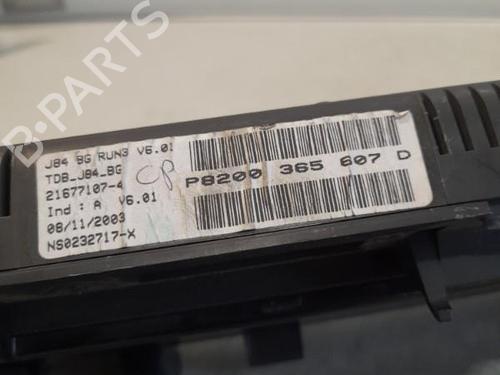 J84 BG RUN3 V6.01
TDB_J84_BG
21677107-4
Ind : A V6.01
08/11/2003
NS0232717-X
CP
P8200 365 607 D
B-PARTS